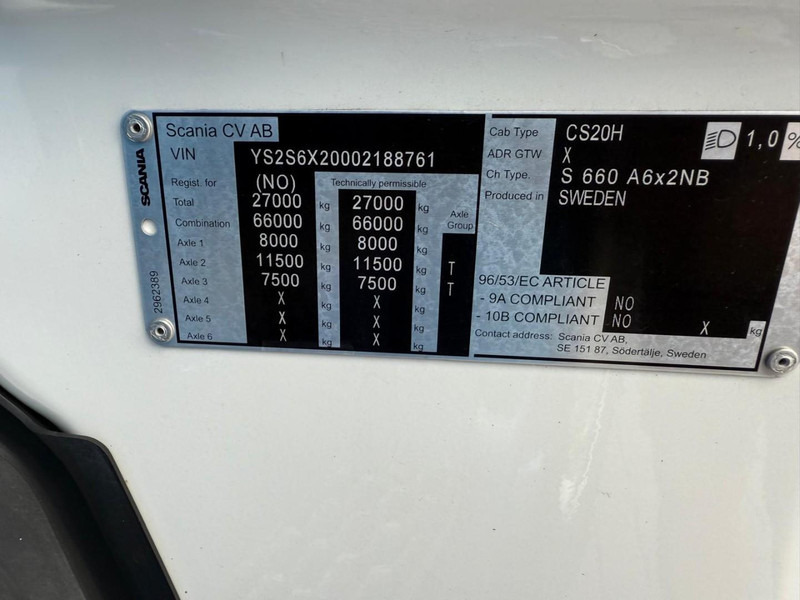 Scania CV AB
VIN YS2S6X20002188761
Regist. for (NO) Technically permissible
Total 27000 kg 27000 kg
Combination 66000 kg 66000 kg Axle Group
Axle 1 8000 kg 8000 kg
Axle 2 11500 kg 11500 kg T
Axle 3 7500 kg 7500 kg T
Axle 4 X kg X kg
Axle 5 X kg X kg
Axle 6 X kg X kg
SCANIA
2962389
Cab Type CS20H 1,0%
ADR GTW X
Ch Type. S 660 A6x2NB
Produced in SWEDEN
96/53/EC ARTICLE
- 9A COMPLIANT NO
- 10B COMPLIANT NO X kg
Contact address: Scania CV AB,
SE 151 87, Södertälje, Sweden